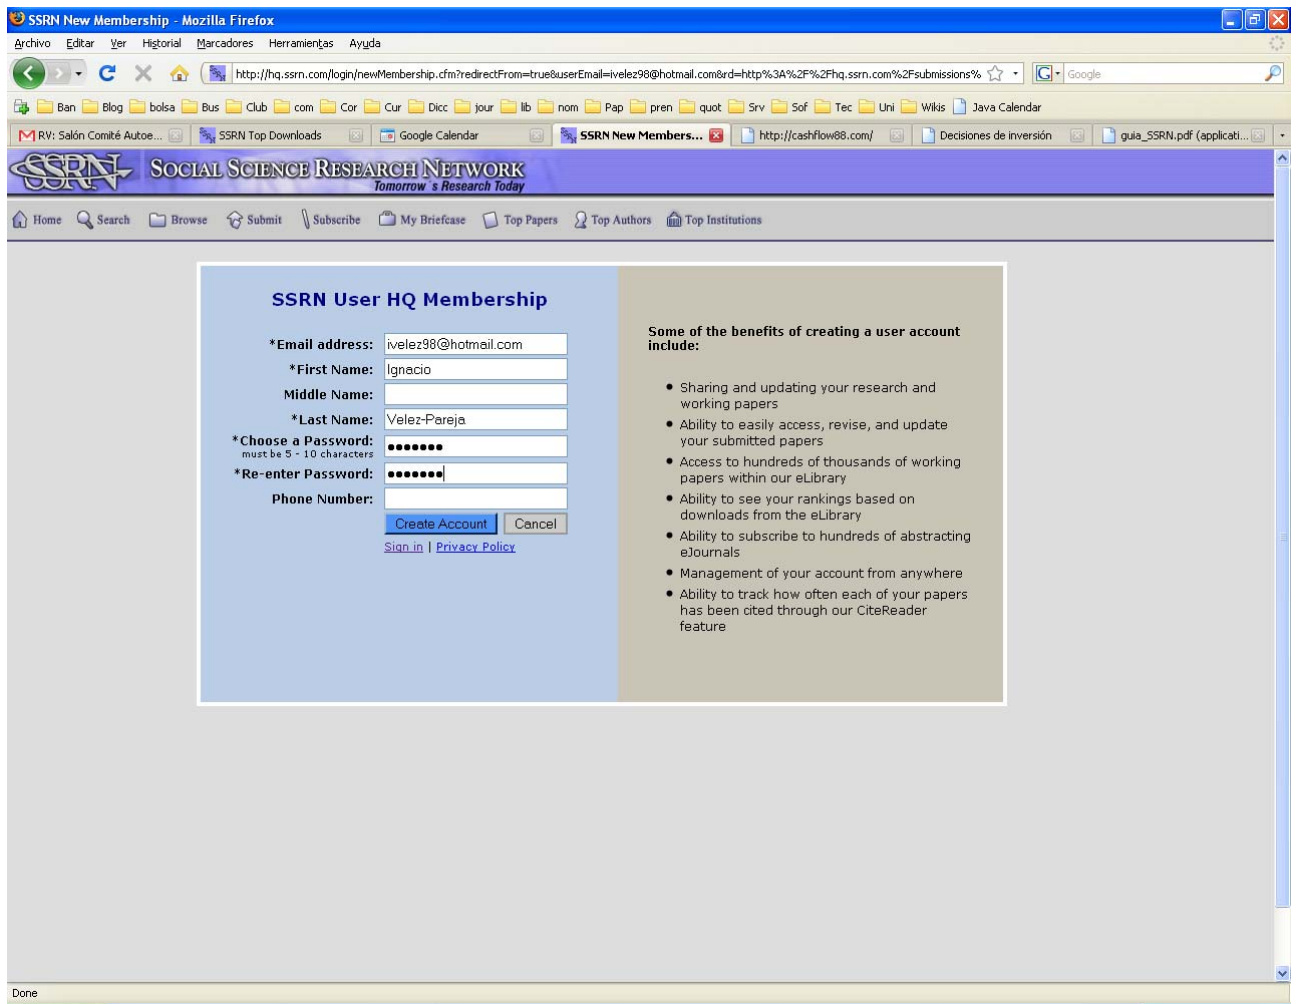 SSRN New Membership - Mozilla Firefox
Archivo Editar Ver Historial Marcadores Herramientas Ayuda
http://hq.ssrn.com/login/newMembership.cfm?redirectFrom=true&userEmail=ivelez98@hotmail.com&rd=http%3A%2F%2Fhq.ssrn.com%2Fsubmissions% Google
Ban Blog bolsa Bus Club com Cor Cur Dicc jour lib nom Pap pren quot Srv Sof Tec Uni Wikis Java Calendar
RV: Salón Comité Autoe... SSRN Top Downloads Google Calendar SSRN New Members... http://cashflow88.com/ Decisiones de inversión guia_SSRN.pdf (applicati...
SSRN SOCIAL SCIENCE RESEARCH NETWORK
Tomorrow's Research Today
Home Search Browse Submit Subscribe My Briefcase Top Papers Top Authors Top Institutions
SSRN User HQ Membership
*Email address: ivelez98@hotmail.com
*First Name: Ignacio
Middle Name:
*Last Name: Velez-Pareja
*Choose a Password: •••••••
must be 5 - 10 characters
*Re-enter Password: •••••••
Phone Number:
Create Account Cancel
Sign in | Privacy Policy
Some of the benefits of creating a user account
include:
• Sharing and updating your research and
working papers
• Ability to easily access, revise, and update
your submitted papers
• Access to hundreds of thousands of working
papers within our eLibrary
• Ability to see your rankings based on
downloads from the eLibrary
• Ability to subscribe to hundreds of abstracting
eJournals
• Management of your account from anywhere
• Ability to track how often each of your papers
has been cited through our CiteReader
feature
Done